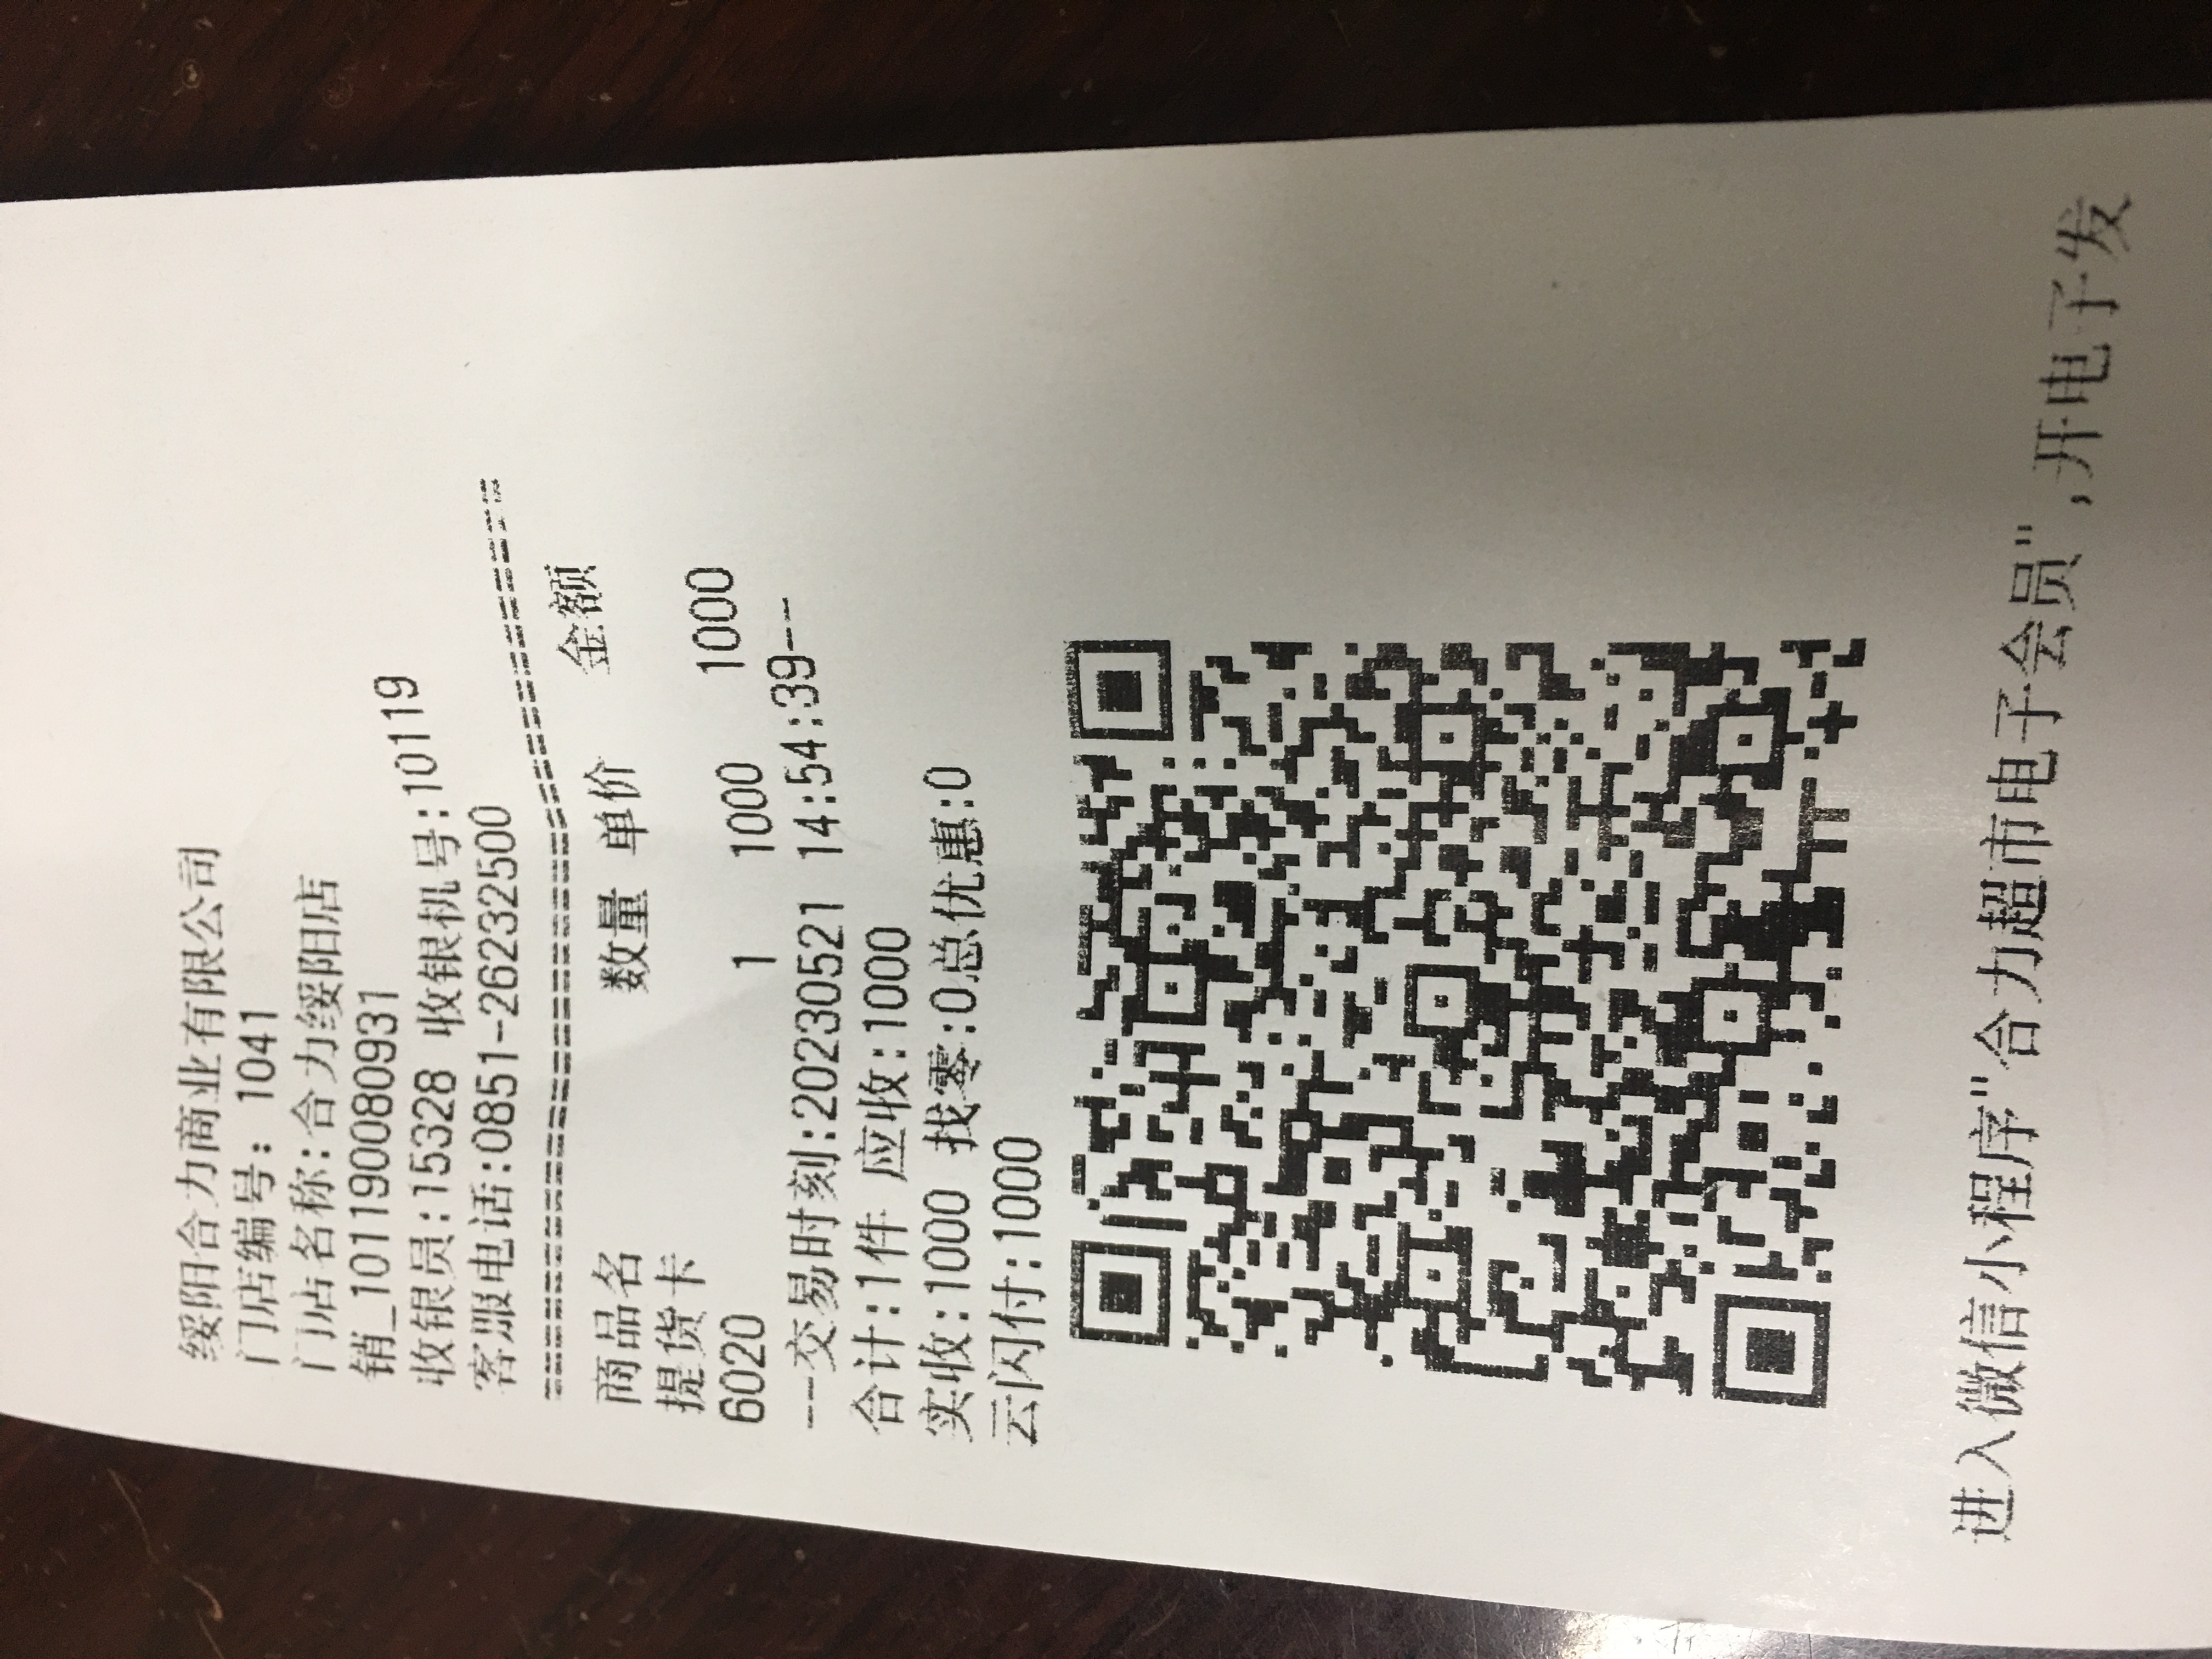 绥阳合力商业有限公司
门店编号: 1041
门店名称:合力绥阳店
销_10119008080931
收银员:15328 收银机号:10119
客服电话:0851-26232500
================================
商品名 数量 单价 金额
提货卡
6020 1 1000 1000
--交易时刻:20230521 14:54:39--
合计:1件 应收:1000
实收:1000 找零:0总优惠:0
云闪付:1000
进入微信小程序"合力超市电子会员",开电子发